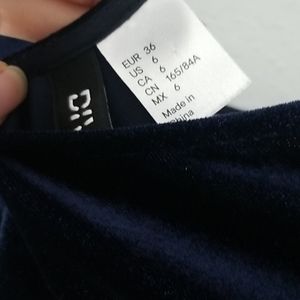 EUR 36
US 6
CA 6
CN 165/84A
MX 6
Made in
China